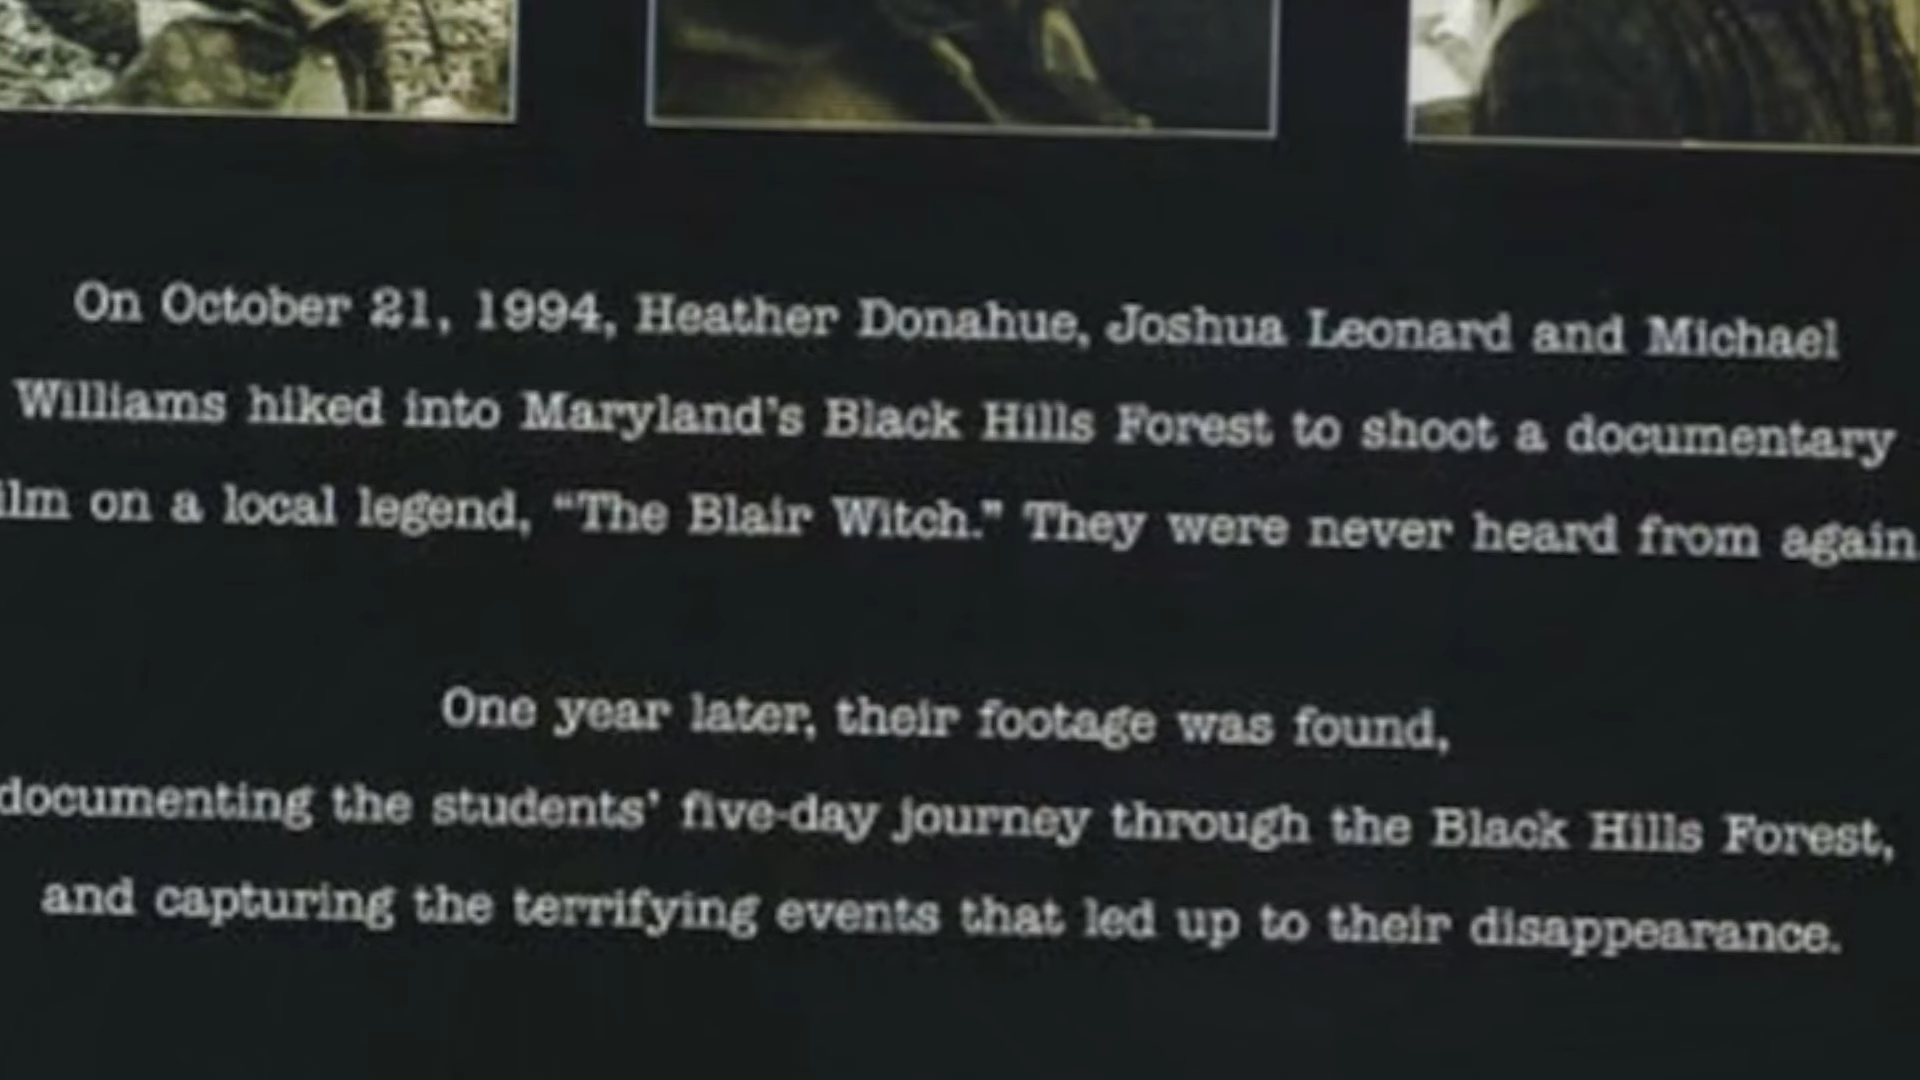 On October 21, 1994, Heather Donahue, Joshua Leonard and Michael
Williams hiked into Maryland's Black Hills Forest to shoot a documentary
ilm on a local legend, “The Blair Witch.” They were never heard from again.
One year later, their footage was found,
documenting the students’ five-day journey through the Black Hills Forest,
and capturing the terrifying events that led up to their disappearance.